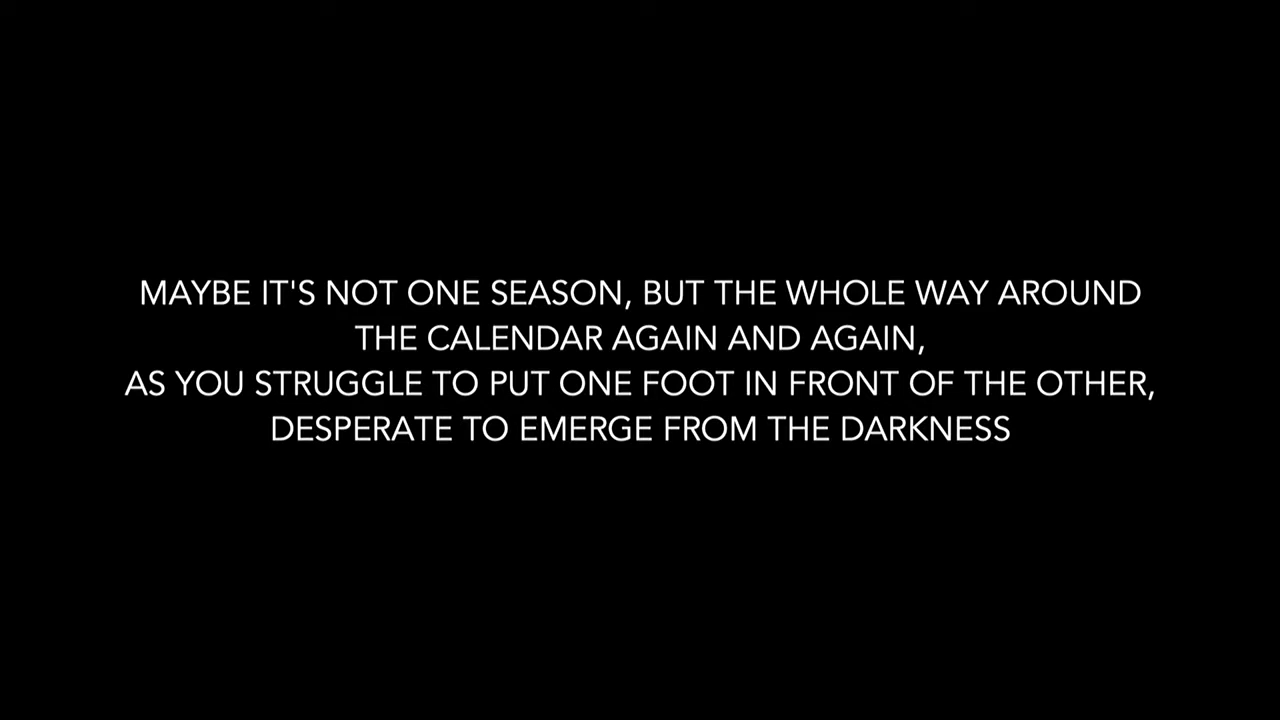 MAYBE IT'S NOT ONE SEASON, BUT THE WHOLE WAY AROUND
THE CALENDAR AGAIN AND AGAIN,
AS YOU STRUGGLE TO PUT ONE FOOT IN FRONT OF THE OTHER,
DESPERATE TO EMERGE FROM THE DARKNESS